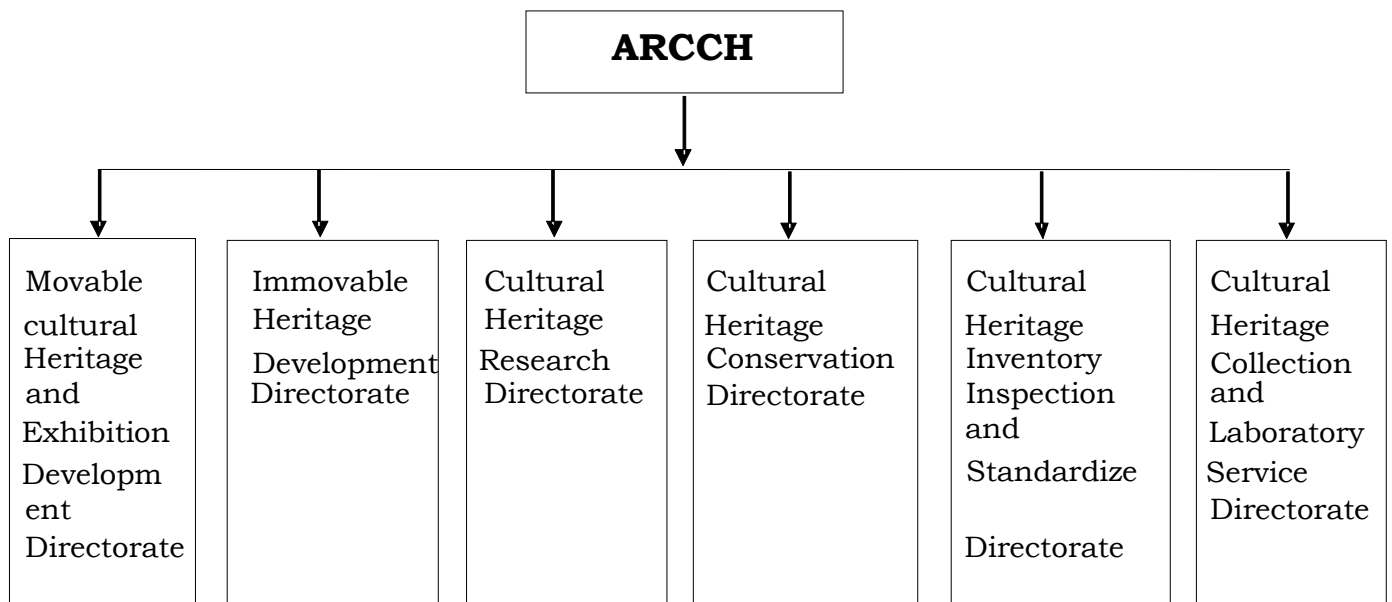 ARCCH
Movable
cultural
Heritage
and
Exhibition
Developm
ent
Directorate
Immovable
Heritage
Development
Directorate
Cultural
Heritage
Research
Directorate
Cultural
Heritage
Conservation
Directorate
Cultural
Heritage
Inventory
Inspection
and
Standardize
Directorate
Cultural
Heritage
Collection
and
Laboratory
Service
Directorate